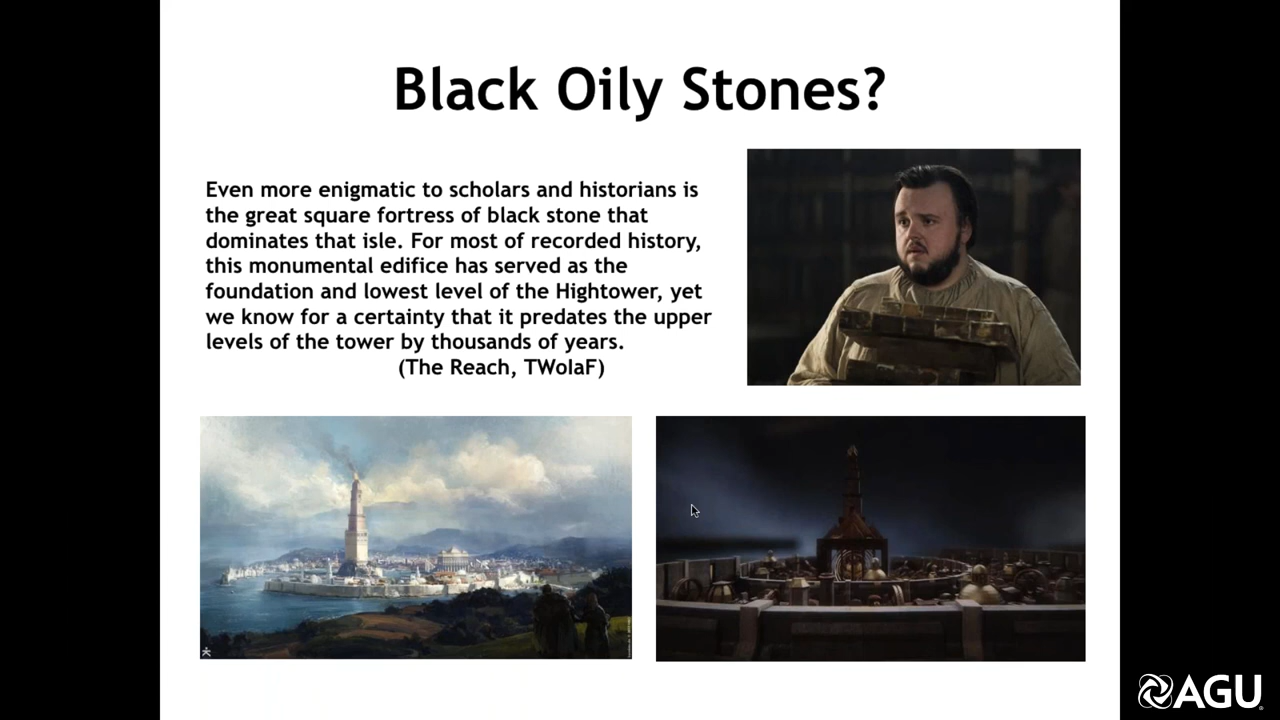 Black Oily Stones?
Even more enigmatic to scholars and historians is
the great square fortress of black stone that
dominates that isle. For most of recorded history,
this monumental edifice has served as the
foundation and lowest level of the Hightower, yet
we know for a certainty that it predates the upper
levels of the tower by thousands of years.
(The Reach, TWoIaF)
AGU